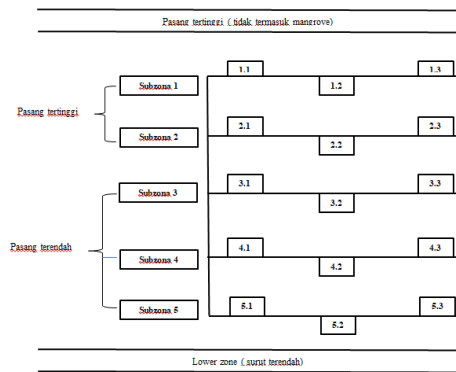 Pasang tertinggi ( tidak termasuk mangrove)
1.1
1.3
Subzona 1
1.2
Pasang tertinggi
2.1
2.3
Subzona 2
2.2
3.1
3.3
Subzona 3
3.2
Pasang terendah
4.1
4.3
Subzona 4
4.2
5.1
5.3
Subzona 5
5.2
Lower zone ( surut terendah)